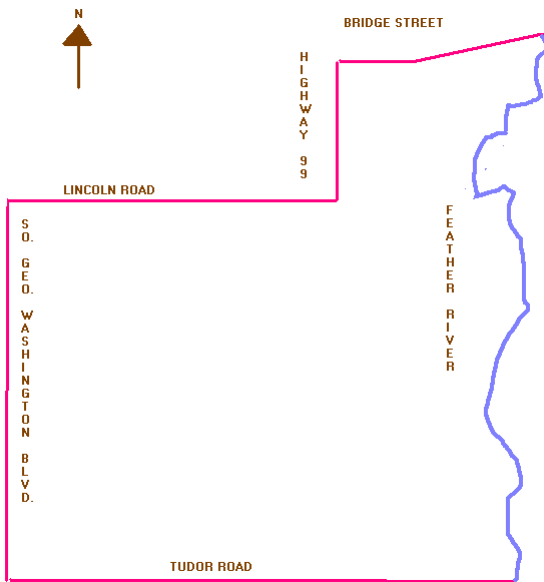 N
BRIDGE STREET
HIGHWAY 99
LINCOLN ROAD
SO. GEO. WASHINGTON BLVD.
FEATHER RIVER
TUDOR ROAD